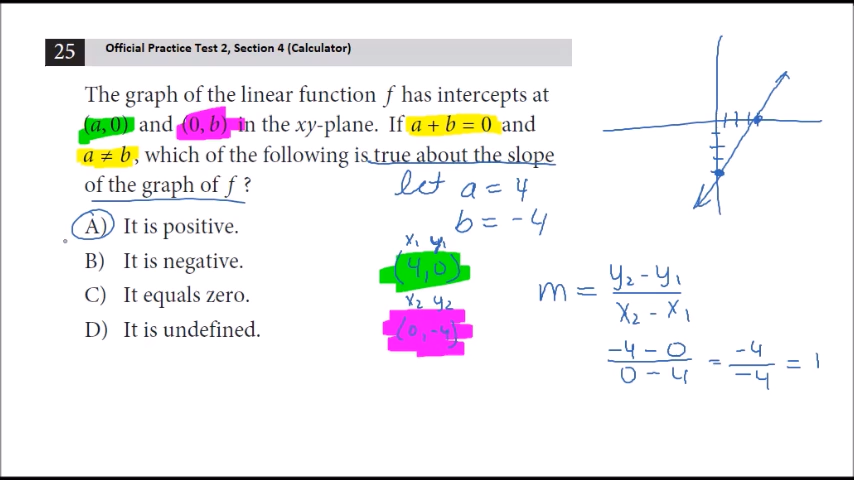 25 Official Practice Test 2, Section 4 (Calculator)
The graph of the linear function f has intercepts at
(a, 0) and (0, b) in the xy-plane. If a + b = 0 and
a ≠ b, which of the following is true about the slope
of the graph of f ?
A) It is positive.
B) It is negative.
C) It equals zero.
D) It is undefined.
let a = 4
b = -4
x₁ y₁
(4, 0)
x₂ y₂
(0, -4)
m = y₂ - y₁ / x₂ - x₁
-4 - 0 / 0 - 4 = -4 / -4 = 1